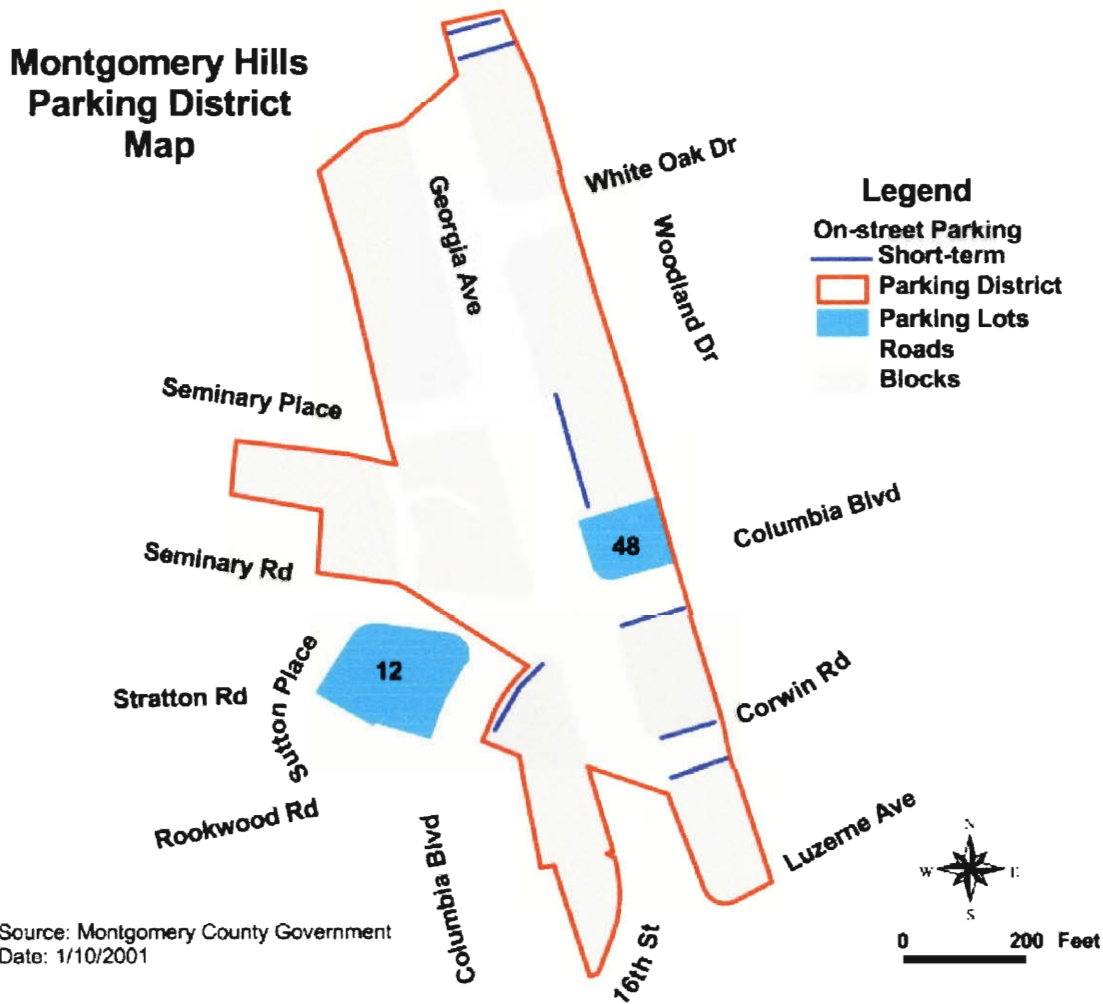 Montgomery Hills
Parking District
Map
White Oak Dr
Georgia Ave
Woodland Dr
Legend
On-street Parking
Short-term
Parking District
Parking Lots
Roads
Blocks
Seminary Place
Columbia Blvd
48
Seminary Rd
12
Stratton Rd
Sutton Place
Corwin Rd
Rookwood Rd
Columbia Blvd
Luzerne Ave
16th St
N
W E
S
0 200 Feet
Source: Montgomery County Government
Date: 1/10/2001